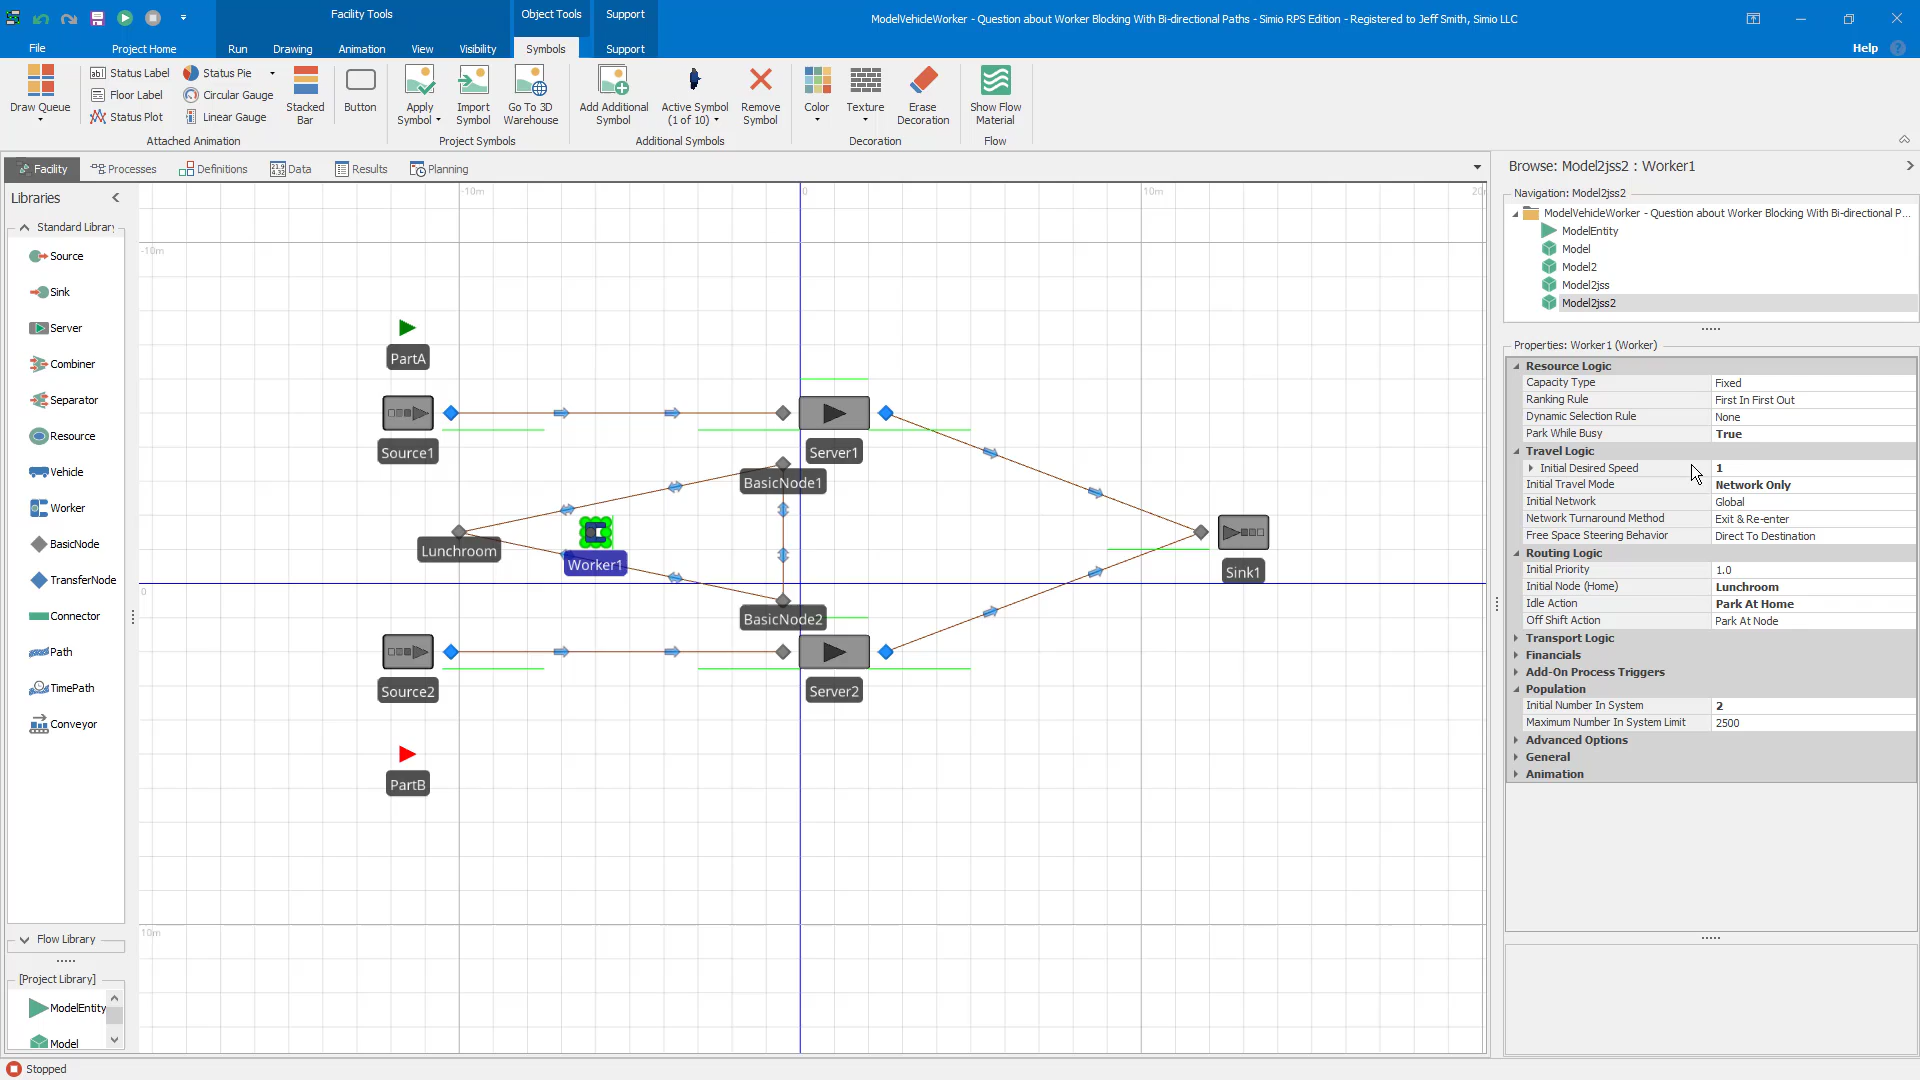 Facility Tools
Object Tools
Support
ModelVehicleWorker - Question about Worker Blocking With Bi-directional Paths - Simio RPS Edition - Registered to Jeff Smith, Simio LLC
File
Project Home
Run
Drawing
Animation
View
Visibility
Symbols
Support
Help
Draw Queue
Status Label
Floor Label
Status Plot
Status Pie
Circular Gauge
Linear Gauge
Stacked Bar
Button
Attached Animation
Apply Symbol
Import Symbol
Go To 3D Warehouse
Project Symbols
Add Additional Symbol
Active Symbol (1 of 10)
Remove Symbol
Additional Symbols
Color
Texture
Erase Decoration
Decoration
Show Flow Material
Flow
Facility
Processes
Definitions
Data
Results
Planning
Libraries
Standard Library
Source
Sink
Server
Combiner
Separator
Resource
Vehicle
Worker
BasicNode
TransferNode
Connector
Path
TimePath
Conveyor
Flow Library
[Project Library]
ModelEntity
Model
Stopped
-10m
0
10m
20
-10m
0
10m
PartA
Source1
Server1
BasicNode1
Lunchroom
Worker1
Sink1
BasicNode2
Source2
Server2
PartB
Browse: Model2jss2 : Worker1
Navigation: Model2jss2
ModelVehicleWorker - Question about Worker Blocking With Bi-directional P...
ModelEntity
Model
Model2
Model2jss
Model2jss2
Properties: Worker1 (Worker)
Resource Logic
Capacity Type Fixed
Ranking Rule First In First Out
Dynamic Selection Rule None
Park While Busy True
Travel Logic
Initial Desired Speed 1
Initial Travel Mode Network Only
Initial Network Global
Network Turnaround Method Exit & Re-enter
Free Space Steering Behavior Direct To Destination
Routing Logic
Initial Priority 1.0
Initial Node (Home) Lunchroom
Idle Action Park At Home
Off Shift Action Park At Node
Transport Logic
Financials
Add-On Process Triggers
Population
Initial Number In System 2
Maximum Number In System Limit 2500
Advanced Options
General
Animation